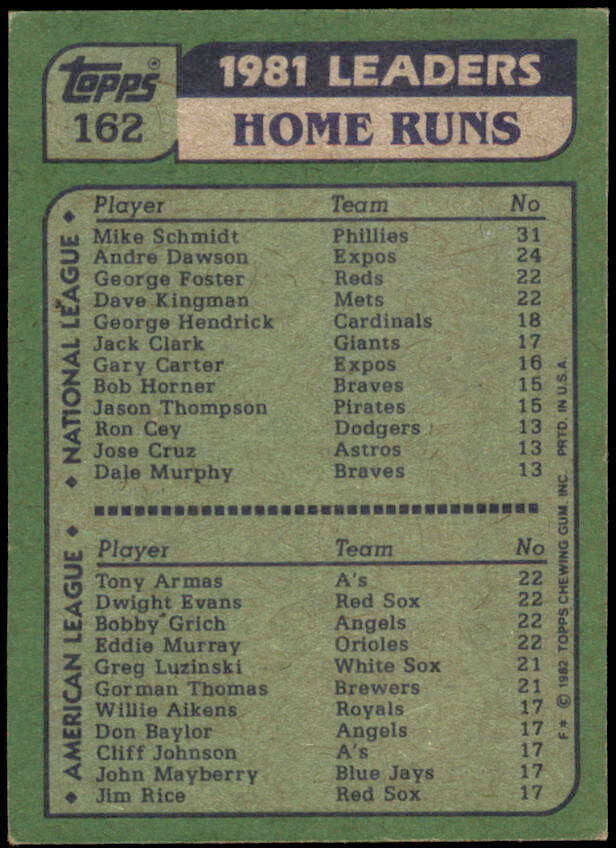 TOPPS®
162
1981 LEADERS
HOME RUNS
NATIONAL LEAGUE
Player Team No
Mike Schmidt Phillies 31
Andre Dawson Expos 24
George Foster Reds 22
Dave Kingman Mets 22
George Hendrick Cardinals 18
Jack Clark Giants 17
Gary Carter Expos 16
Bob Horner Braves 15
Jason Thompson Pirates 15
Ron Cey Dodgers 13
Jose Cruz Astros 13
Dale Murphy Braves 13
AMERICAN LEAGUE
Player Team No
Tony Armas A's 22
Dwight Evans Red Sox 22
Bobby Grich Angels 22
Eddie Murray Orioles 22
Greg Luzinski White Sox 21
Gorman Thomas Brewers 21
Willie Aikens Royals 17
Don Baylor Angels 17
Cliff Johnson A's 17
John Mayberry Blue Jays 17
Jim Rice Red Sox 17
F* © 1982 TOPPS CHEWING GUM. INC. PRTD. IN U.S.A.